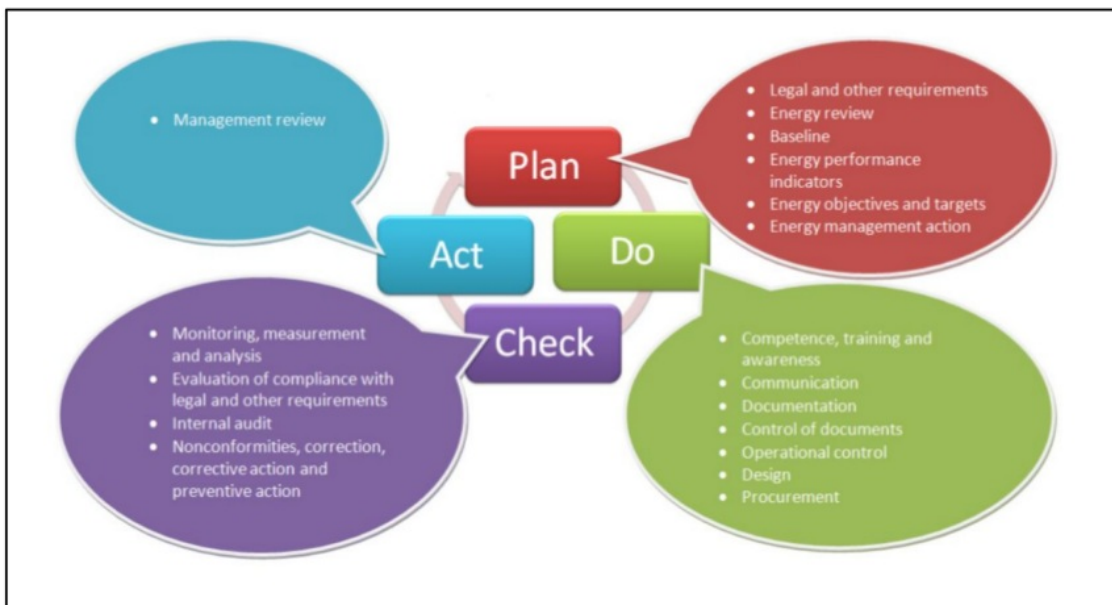 Plan
• Legal and other requirements
• Energy review
• Baseline
• Energy performance
indicators
• Energy objectives and targets
• Energy management action
Do
• Competence, training and
awareness
• Communication
• Documentation
• Control of documents
• Operational control
• Design
• Procurement
Check
• Monitoring, measurement
and analysis
• Evaluation of compliance with
legal and other requirements
• Internal audit
• Nonconformities, correction,
corrective action and
preventive action
Act
• Management review